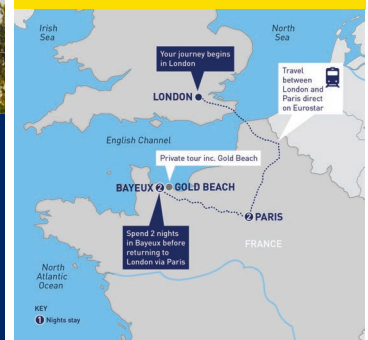 Irish
Sea
North
Sea
Your journey begins
in London
Travel
between
London and
Paris direct
on Eurostar
LONDON
English Channel
Private tour inc. Gold Beach
BAYEUX 2 GOLD BEACH
2 PARIS
Spend 2 nights
in Bayeux before
returning to
London via Paris
FRANCE
North
Atlantic
Ocean
KEY
1 Nights stay